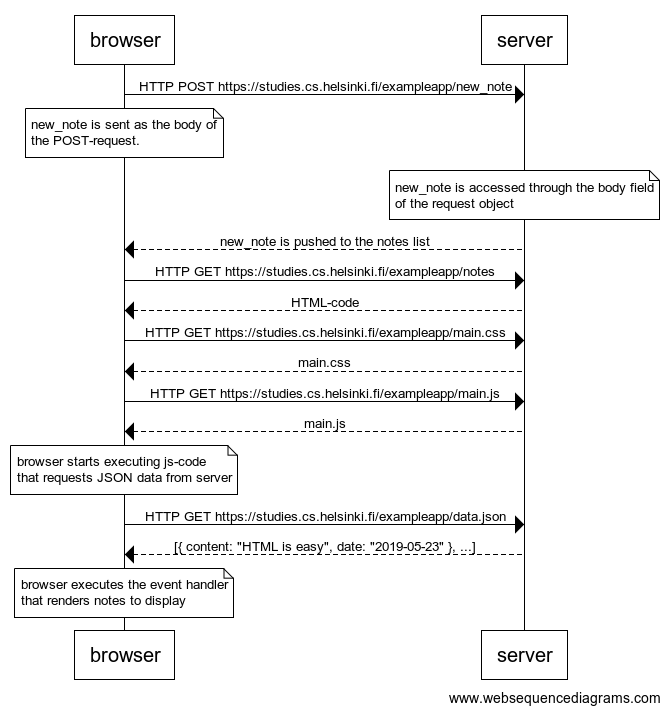 browser
server
HTTP POST https://studies.cs.helsinki.fi/exampleapp/new_note
new_note is sent as the body of
the POST-request.
new_note is accessed through the body field
of the request object
new_note is pushed to the notes list
HTTP GET https://studies.cs.helsinki.fi/exampleapp/notes
HTML-code
HTTP GET https://studies.cs.helsinki.fi/exampleapp/main.css
main.css
HTTP GET https://studies.cs.helsinki.fi/exampleapp/main.js
main.js
browser starts executing js-code
that requests JSON data from server
HTTP GET https://studies.cs.helsinki.fi/exampleapp/data.json
[{ content: "HTML is easy", date: "2019-05-23" }, ...]
browser executes the event handler
that renders notes to display
browser
server
www.websequencediagrams.com